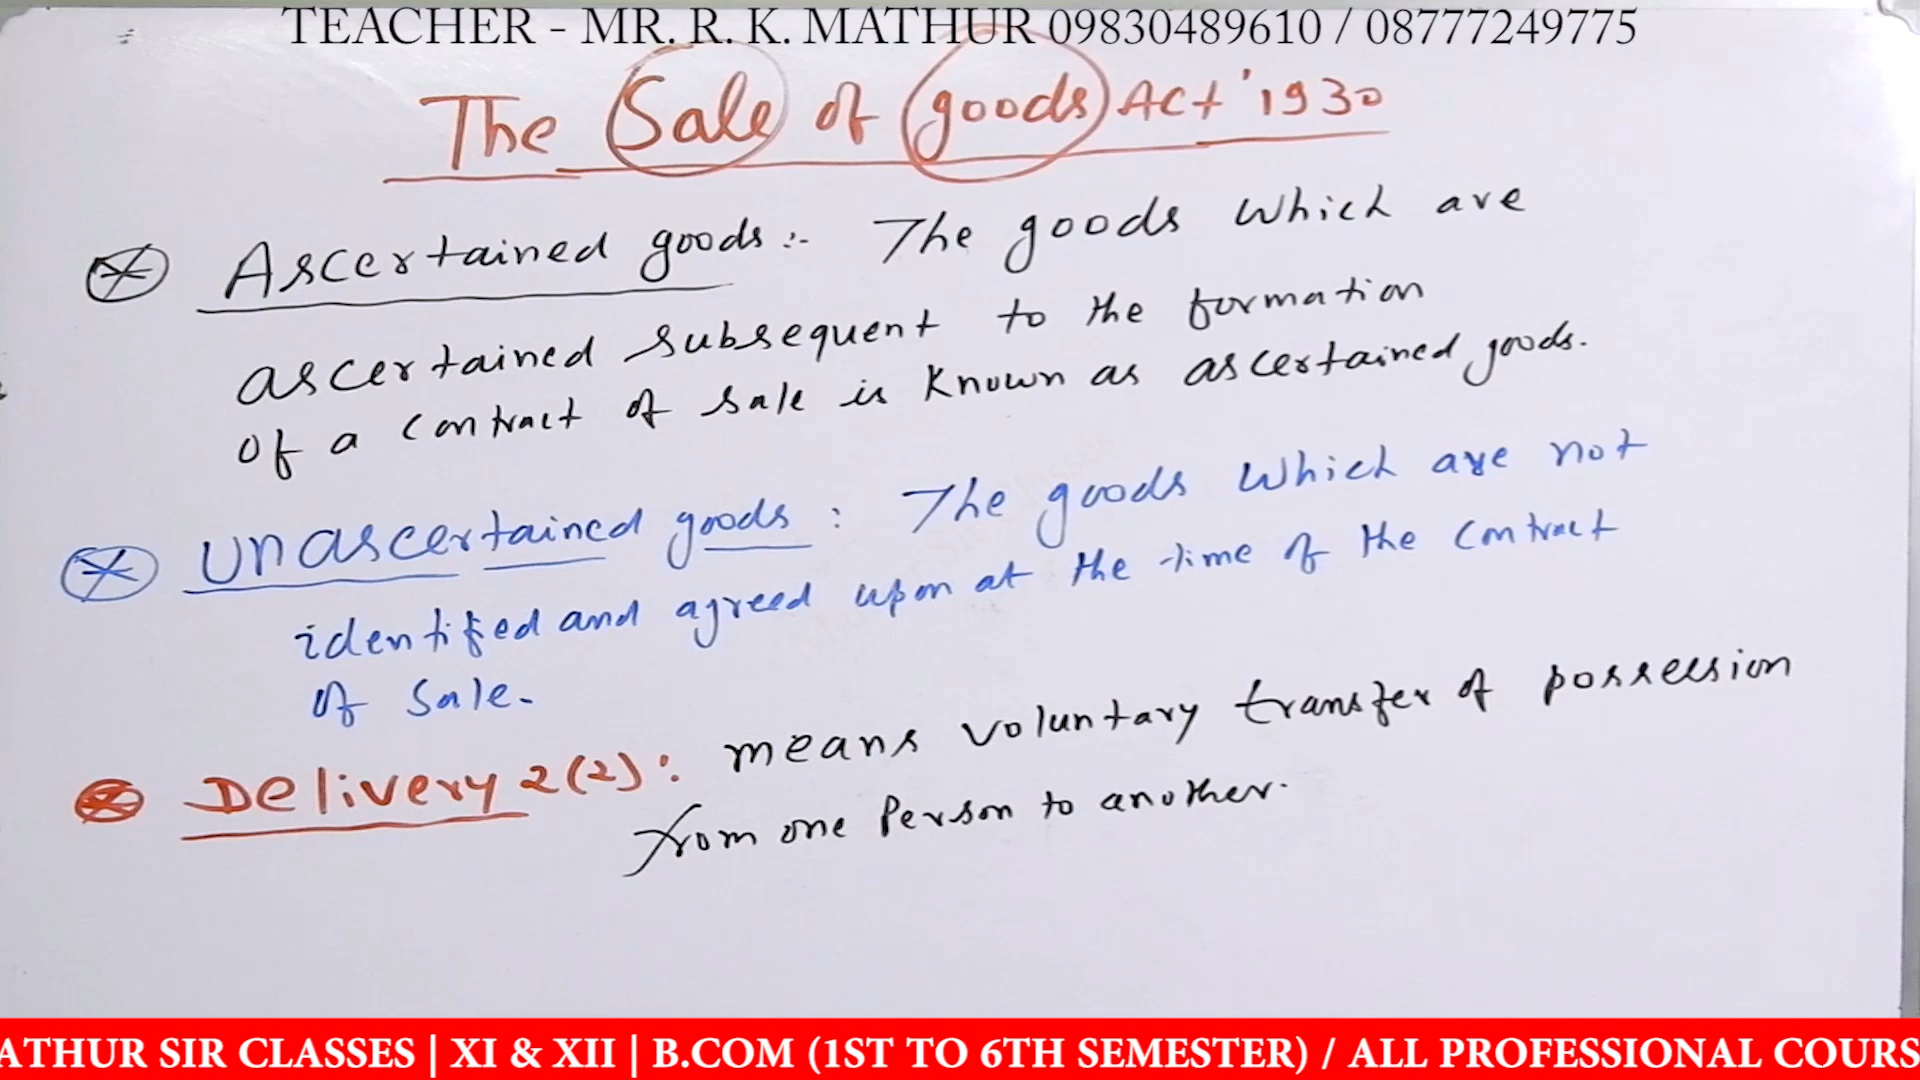 TEACHER - MR. R. K. MATHUR 09830489610 / 08777249775
The Sale of goods Act '1930
Ascertained goods :- The goods which are
ascertained subsequent to the formation
of a contract of sale is known as ascertained goods.
Unascertained goods : The goods which are not
identified and agreed upon at the time of the contract
of sale.
Delivery 2(2) : means voluntary transfer of possession
from one Person to another.
ATHUR SIR CLASSES | XI & XII | B.COM (1ST TO 6TH SEMESTER) / ALL PROFESSIONAL COURS